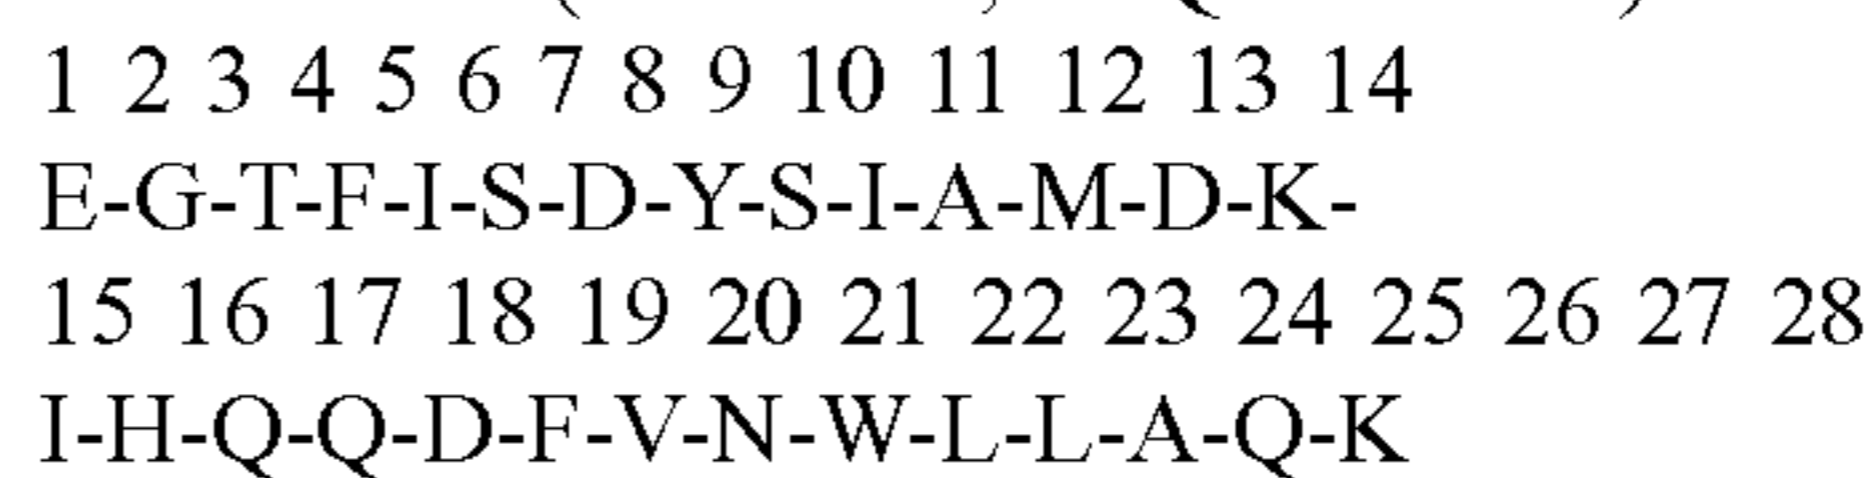 1 2 3 4 5 6 7 8 9 10 11 12 13 14
E-G-T-F-I-S-D-Y-S-I-A-M-D-K-
15 16 17 18 19 20 21 22 23 24 25 26 27 28
I-H-Q-Q-D-F-V-N-W-L-L-A-Q-K